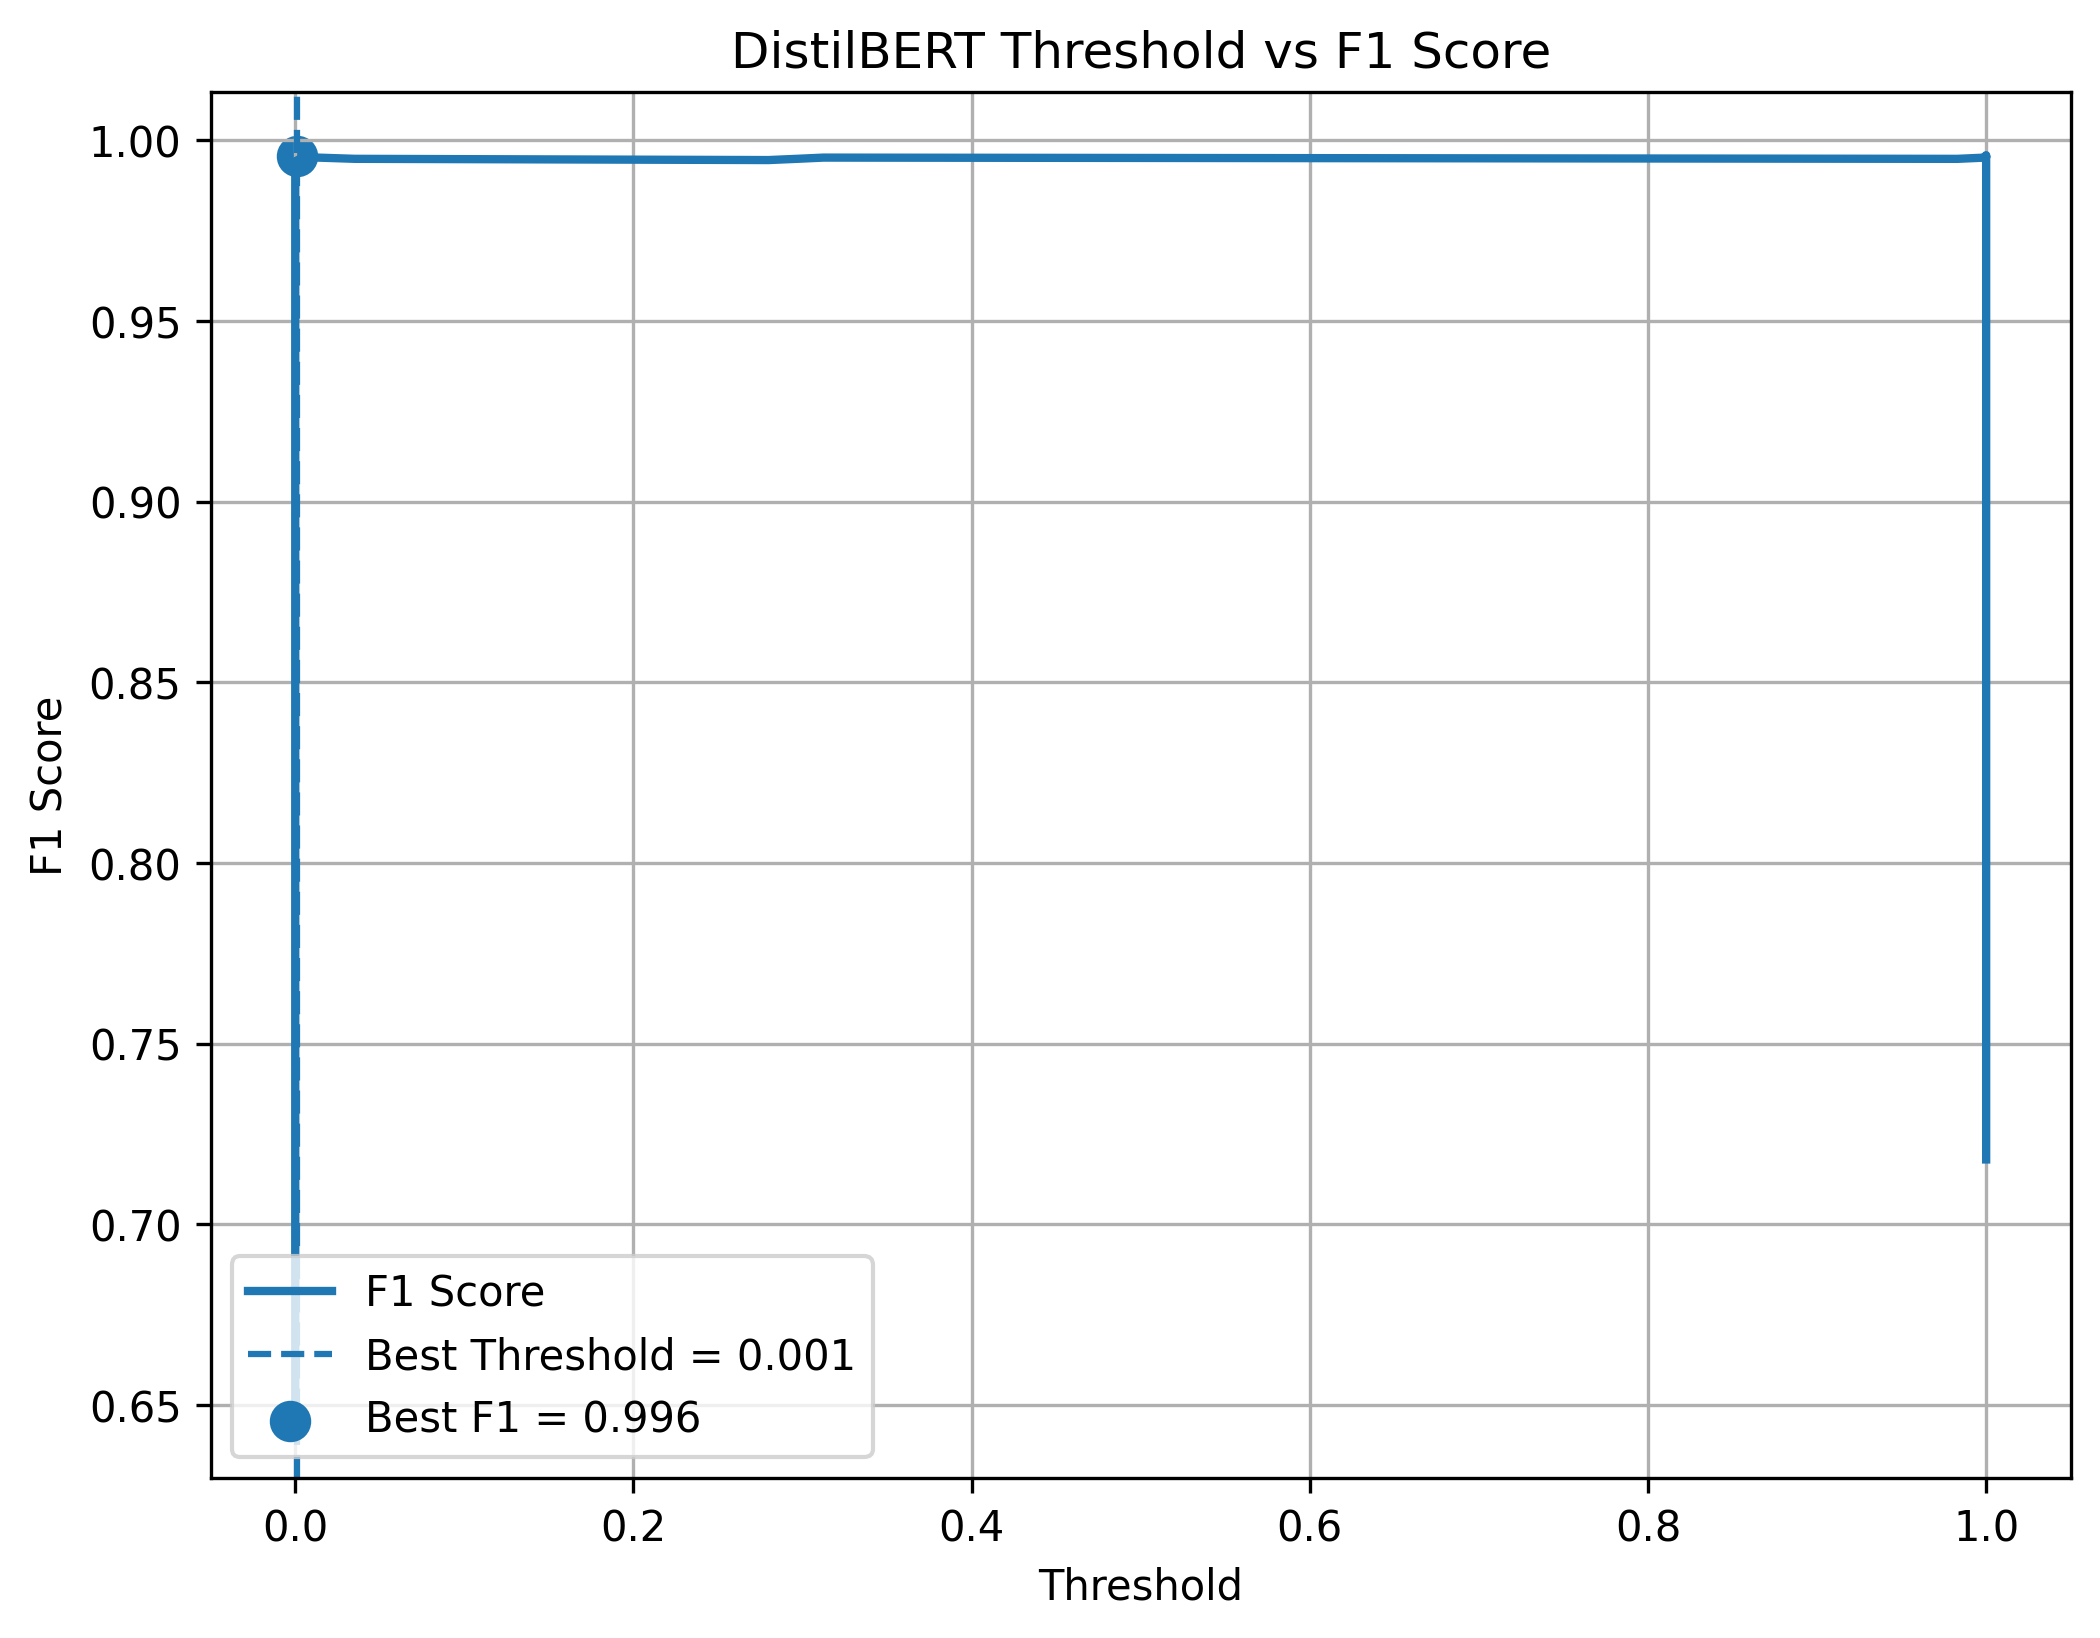 DistilBERT Threshold vs F1 Score
1.00
0.95
0.90
0.85
0.80
0.75
0.70
0.65
F1 Score
F1 Score
Best Threshold = 0.001
Best F1 = 0.996
0.0 0.2 0.4 0.6 0.8 1.0
Threshold